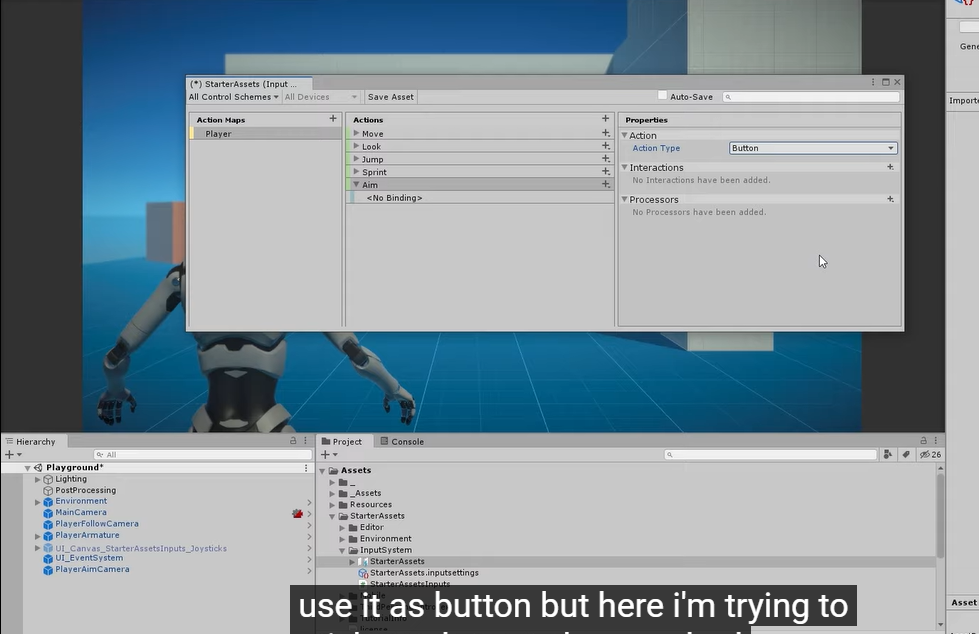 Gene
(*) StarterAssets (Input ...
All Control Schemes
All Devices
Save Asset
Auto-Save
Importe
Action Maps
Player
Actions
Move
Look
Jump
Sprint
Aim
<No Binding>
Properties
Action
Action Type
Button
Interactions
No Interactions have been added.
Processors
No Processors have been added.
Hierarchy
All
Playground*
Lighting
PostProcessing
Environment
MainCamera
PlayerFollowCamera
PlayerArmature
UI_Canvas_StarterAssetsInputs_Joysticks
UI_EventSystem
PlayerAimCamera
Project
Console
26
Assets
_
_Assets
Resources
StarterAssets
Editor
Environment
InputSystem
StarterAssets
StarterAssets.inputsettings
StarterAssetsInputs
Asset
use it as button but here i'm trying to